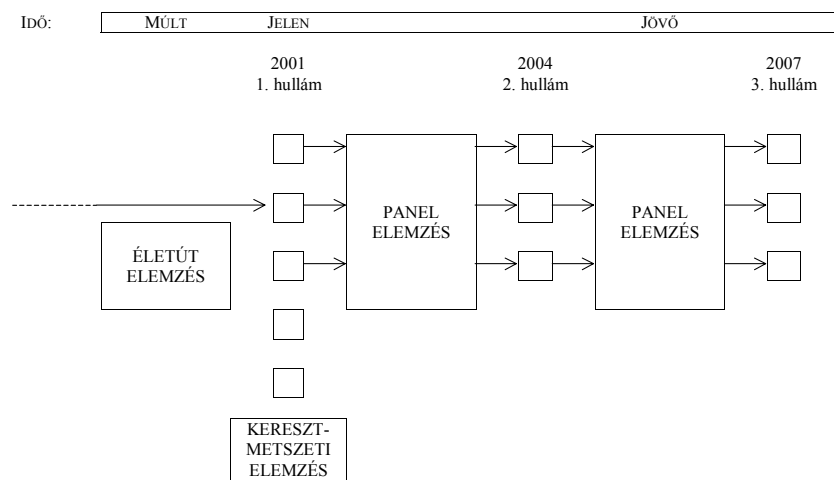 IDŐ: MÚLT JELEN JÖVŐ
2001 2004 2007
1. hullám 2. hullám 3. hullám
PANEL ELEMZÉS
PANEL ELEMZÉS
ÉLETÚT
ELEMZÉS
KERESZT-
METSZETI
ELEMZÉS